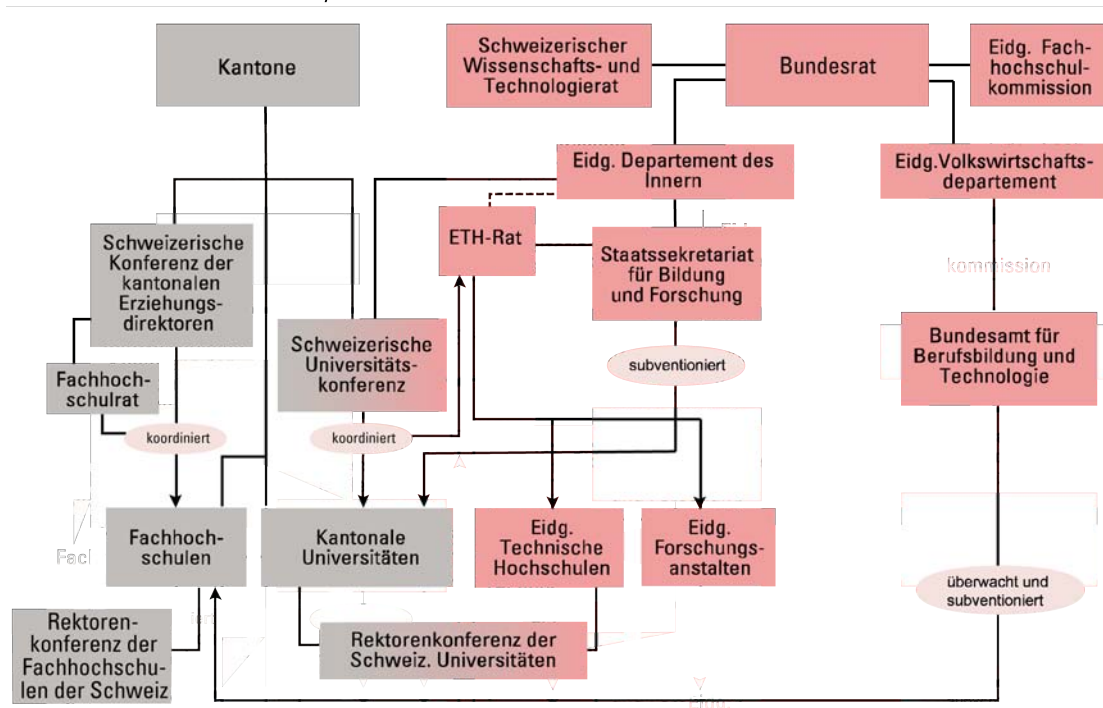 Kantone
Schweizerischer
Wissenschafts- und
Technologierat
Bundesrat
Eidg. Fach-
hochschul-
kommission
Eidg. Departement des
Innern
Eidg.Volkswirtschafts-
departement
Schweizerische
Konferenz der
kantonalen
Erziehungs-
direktoren
ETH-Rat
Staatssekretariat
für Bildung
und Forschung
kommission
Schweizerische
Universitäts-
konferenz
Bundesamt für
Berufsbildung und
Technologie
subventioniert
Fachhoch-
schulrat
koordiniert
koordiniert
Fachhoch-
schulen
Kantonale
Universitäten
Eidg.
Technische
Hochschulen
Eidg.
Forschungs-
anstalten
Fach
überwacht und
subventioniert
Rektoren-
konferenz der
Fachhochschu-
len der Schweiz
Rektorenkonferenz der
Schweiz. Universitäten
Eidg.